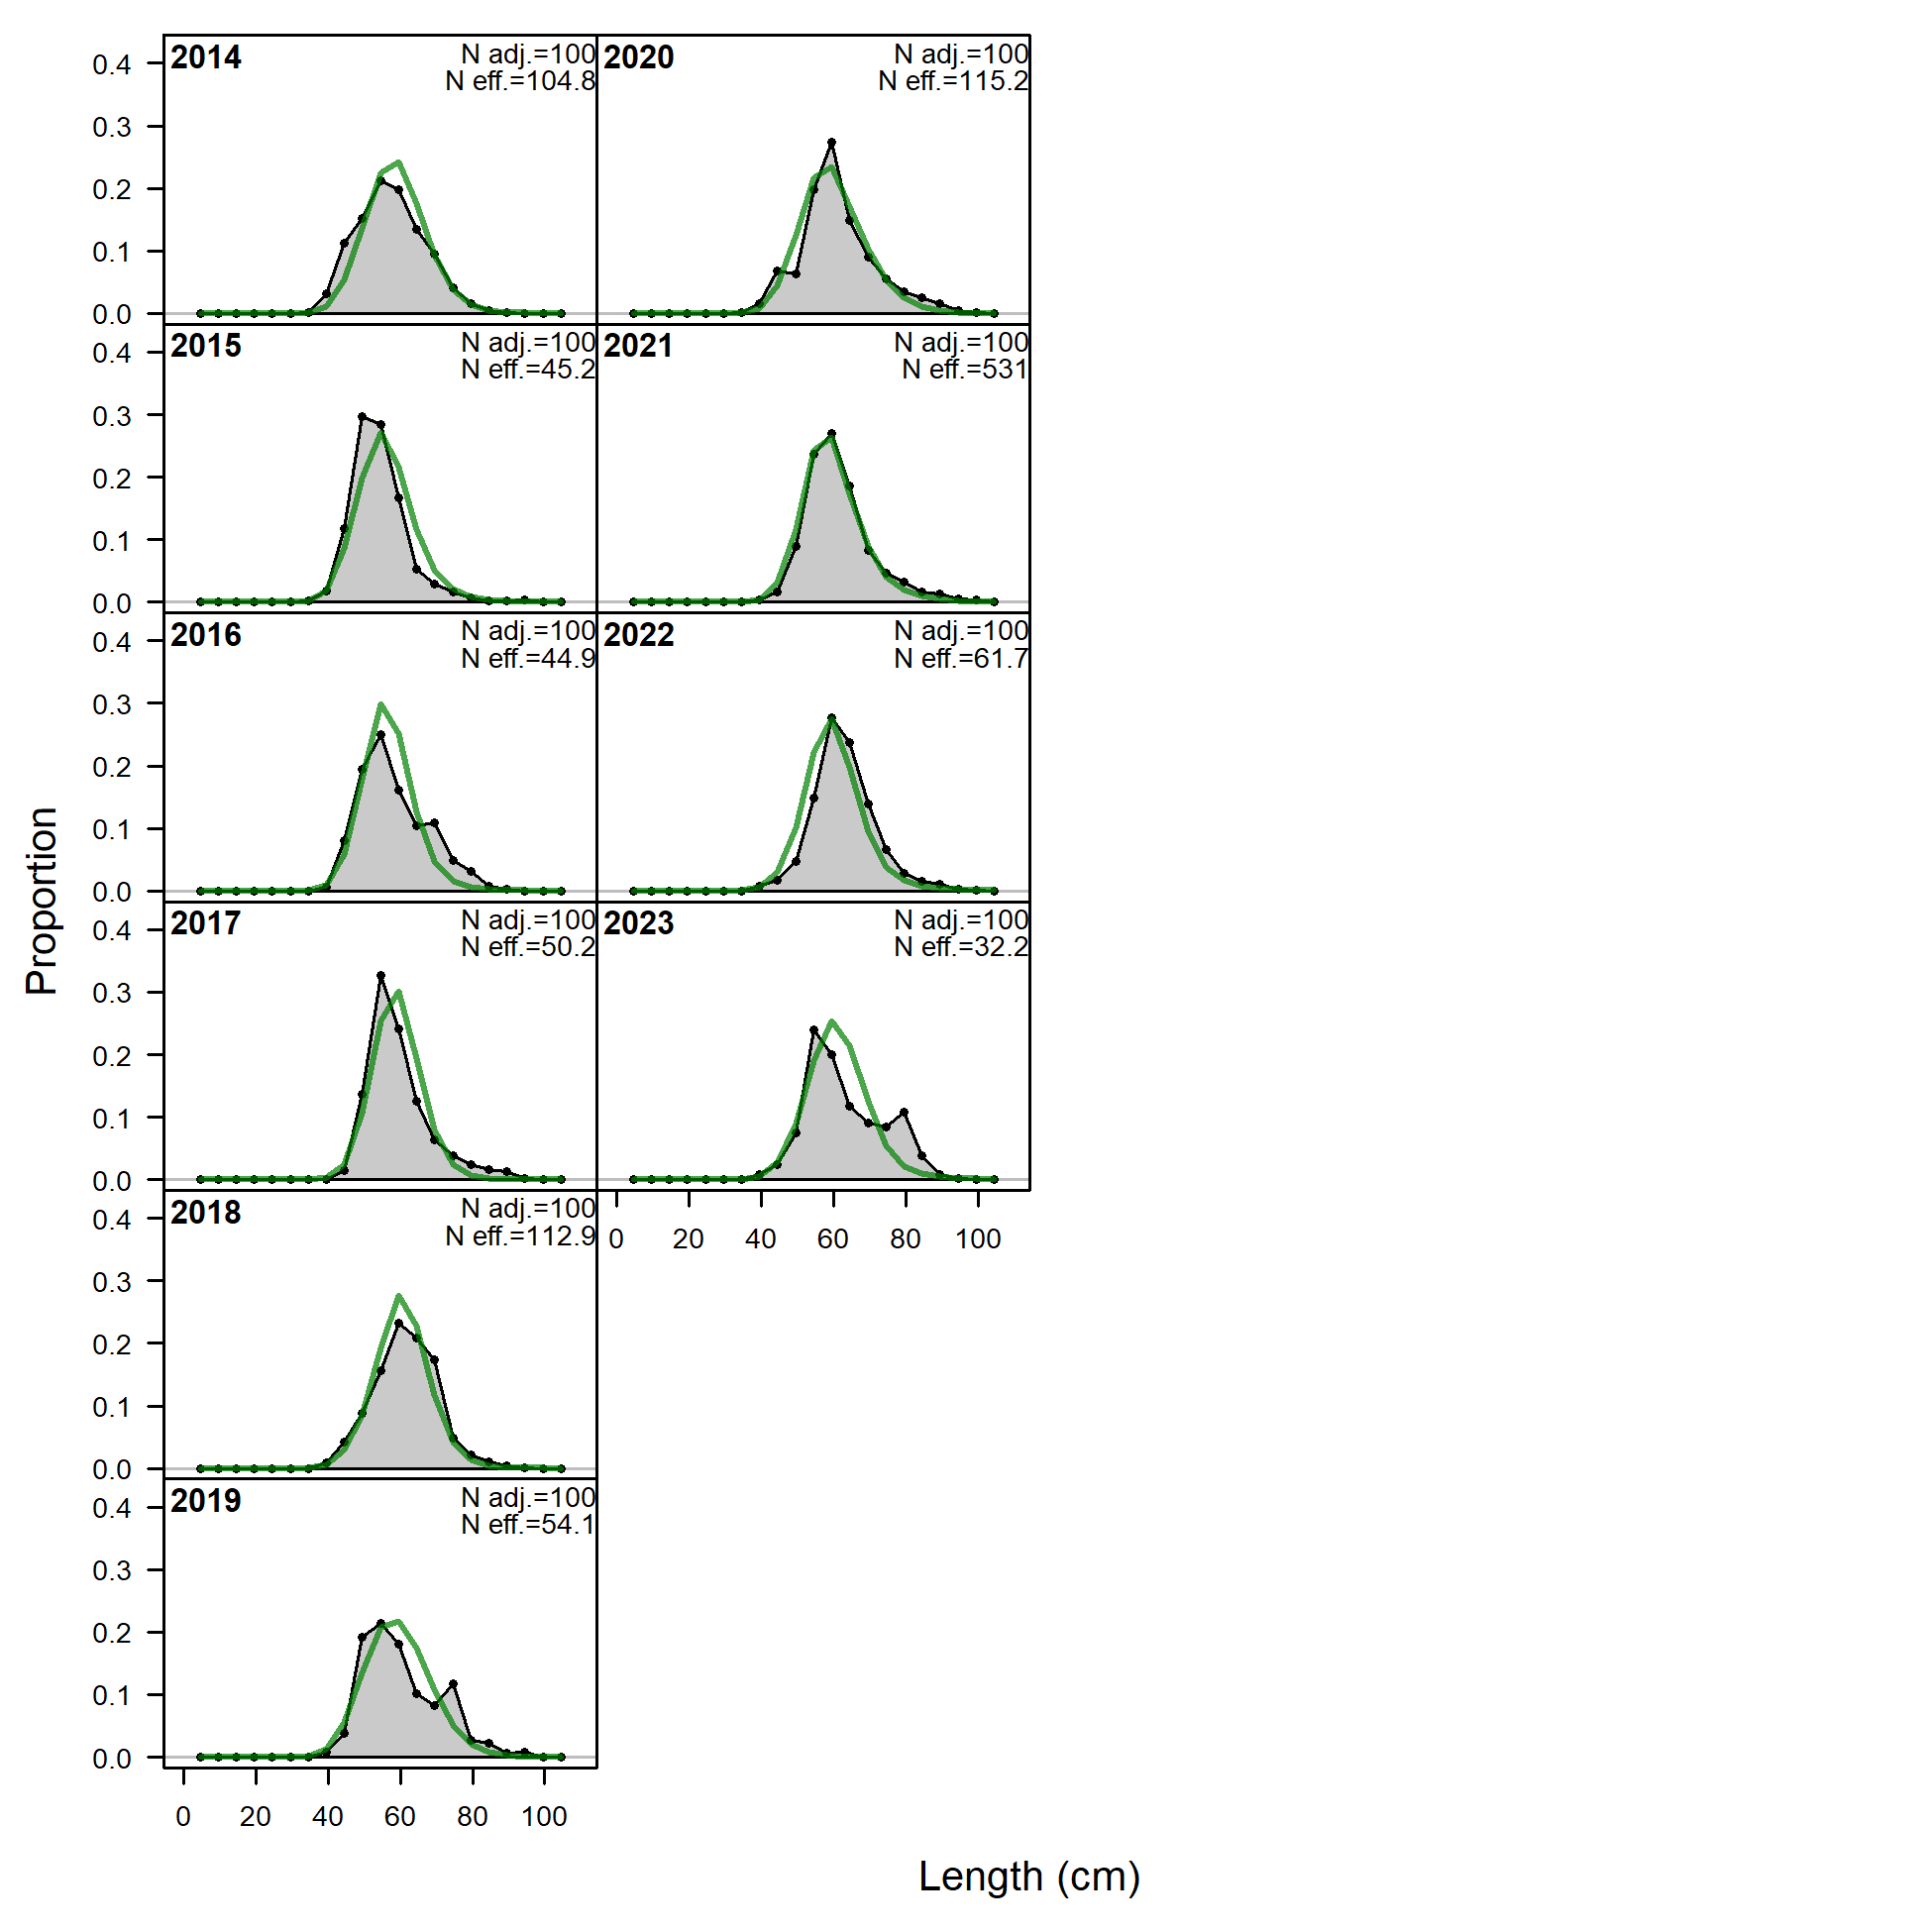 Proportion
2014
N adj.=100
N eff.=104.8
0.4
0.3
0.2
0.1
0.0
2015
N adj.=100
N eff.=45.2
0.4
0.3
0.2
0.1
0.0
2016
N adj.=100
N eff.=44.9
0.4
0.3
0.2
0.1
0.0
2017
N adj.=100
N eff.=50.2
0.4
0.3
0.2
0.1
0.0
2018
N adj.=100
N eff.=112.9
0.4
0.3
0.2
0.1
0.0
2019
N adj.=100
N eff.=54.1
0.4
0.3
0.2
0.1
0.0
0 20 40 60 80 100
2020
N adj.=100
N eff.=115.2
2021
N adj.=100
N eff.=531
2022
N adj.=100
N eff.=61.7
2023
N adj.=100
N eff.=32.2
0 20 40 60 80 100
Length (cm)